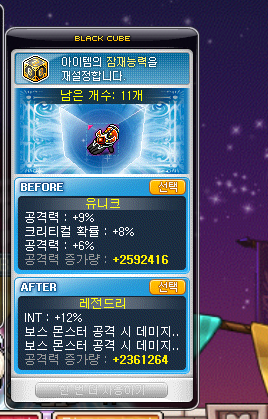 BLACK CUBE
아이템의 잠재능력을
재설정합니다.
남은 개수: 11개
BEFORE
선택
유니크
공격력 : +9%
크리티컬 확률 : +8%
공격력 : +6%
공격력 증가량 : +2592416
AFTER
선택
레전드리
INT : +12%
보스 몬스터 공격 시 데미지..
보스 몬스터 공격 시 데미지..
공격력 증가량 : +2361264
한 번 더 사용하기